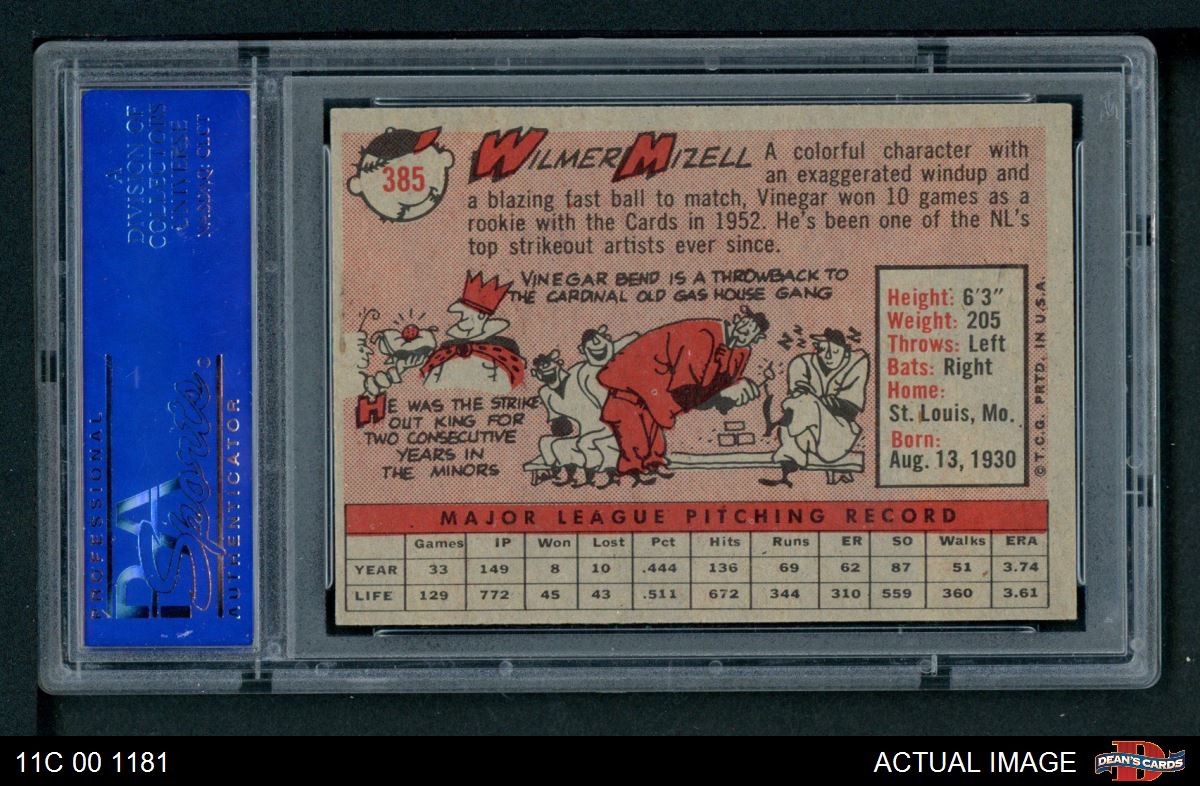 A
DIVISION OF
COLLECTORS
UNIVERSE
NASDAQ: CLCT
PROFESSIONAL
PSA
Sports
AUTHENTICATOR
385
WILMER MIZELL
A colorful character with
an exaggerated windup and
a blazing fast ball to match, Vinegar won 10 games as a
rookie with the Cards in 1952. He's been one of the NL's
top strikeout artists ever since.
VINEGAR BEND IS A THROWBACK TO
THE CARDINAL OLD GAS HOUSE GANG
HE WAS THE STRIKE
OUT KING FOR
TWO CONSECUTIVE
YEARS IN
THE MINORS
ZZZ ZZZ
Height: 6'3"
Weight: 205
Throws: Left
Bats: Right
Home:
St. Louis, Mo.
Born:
Aug. 13, 1930
© T.C.G. PRTD. IN U.S.A.
MAJOR LEAGUE PITCHING RECORD
Games IP Won Lost Pct Hits Runs ER SO Walks ERA
YEAR 33 149 8 10 .444 136 69 62 87 51 3.74
LIFE 129 772 45 43 .511 672 344 310 559 360 3.61
11C 00 1181
ACTUAL IMAGE
D
DEAN'S CARDS